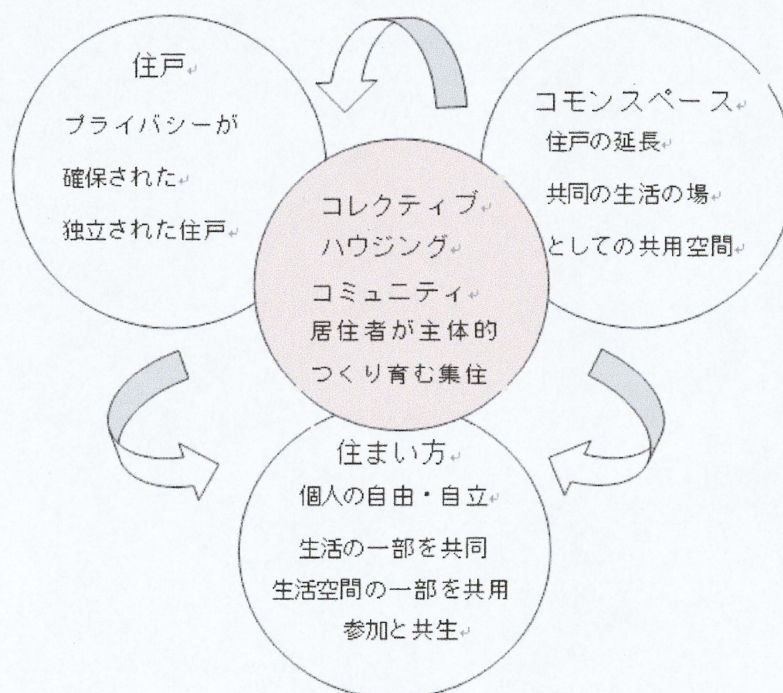 住戸
プライバシーが
確保された
独立された住戸
コモンスペース
住戸の延長
共同の生活の場
としての共用空間
コレクティブ
ハウジング
コミュニティ
居住者が主体的
つくり育む集住
住まい方
個人の自由・自立
生活の一部を共同
生活空間の一部を共用
参加と共生